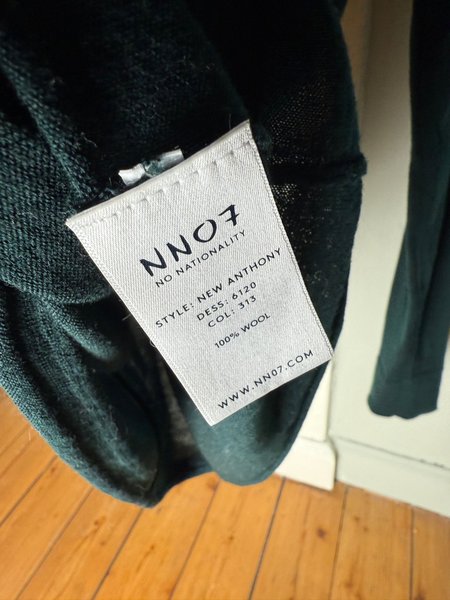 NN07
NO NATIONALITY
STYLE: NEW ANTHONY
DESS: 6120
COL: 313
100% WOOL
WWW.NN07.COM